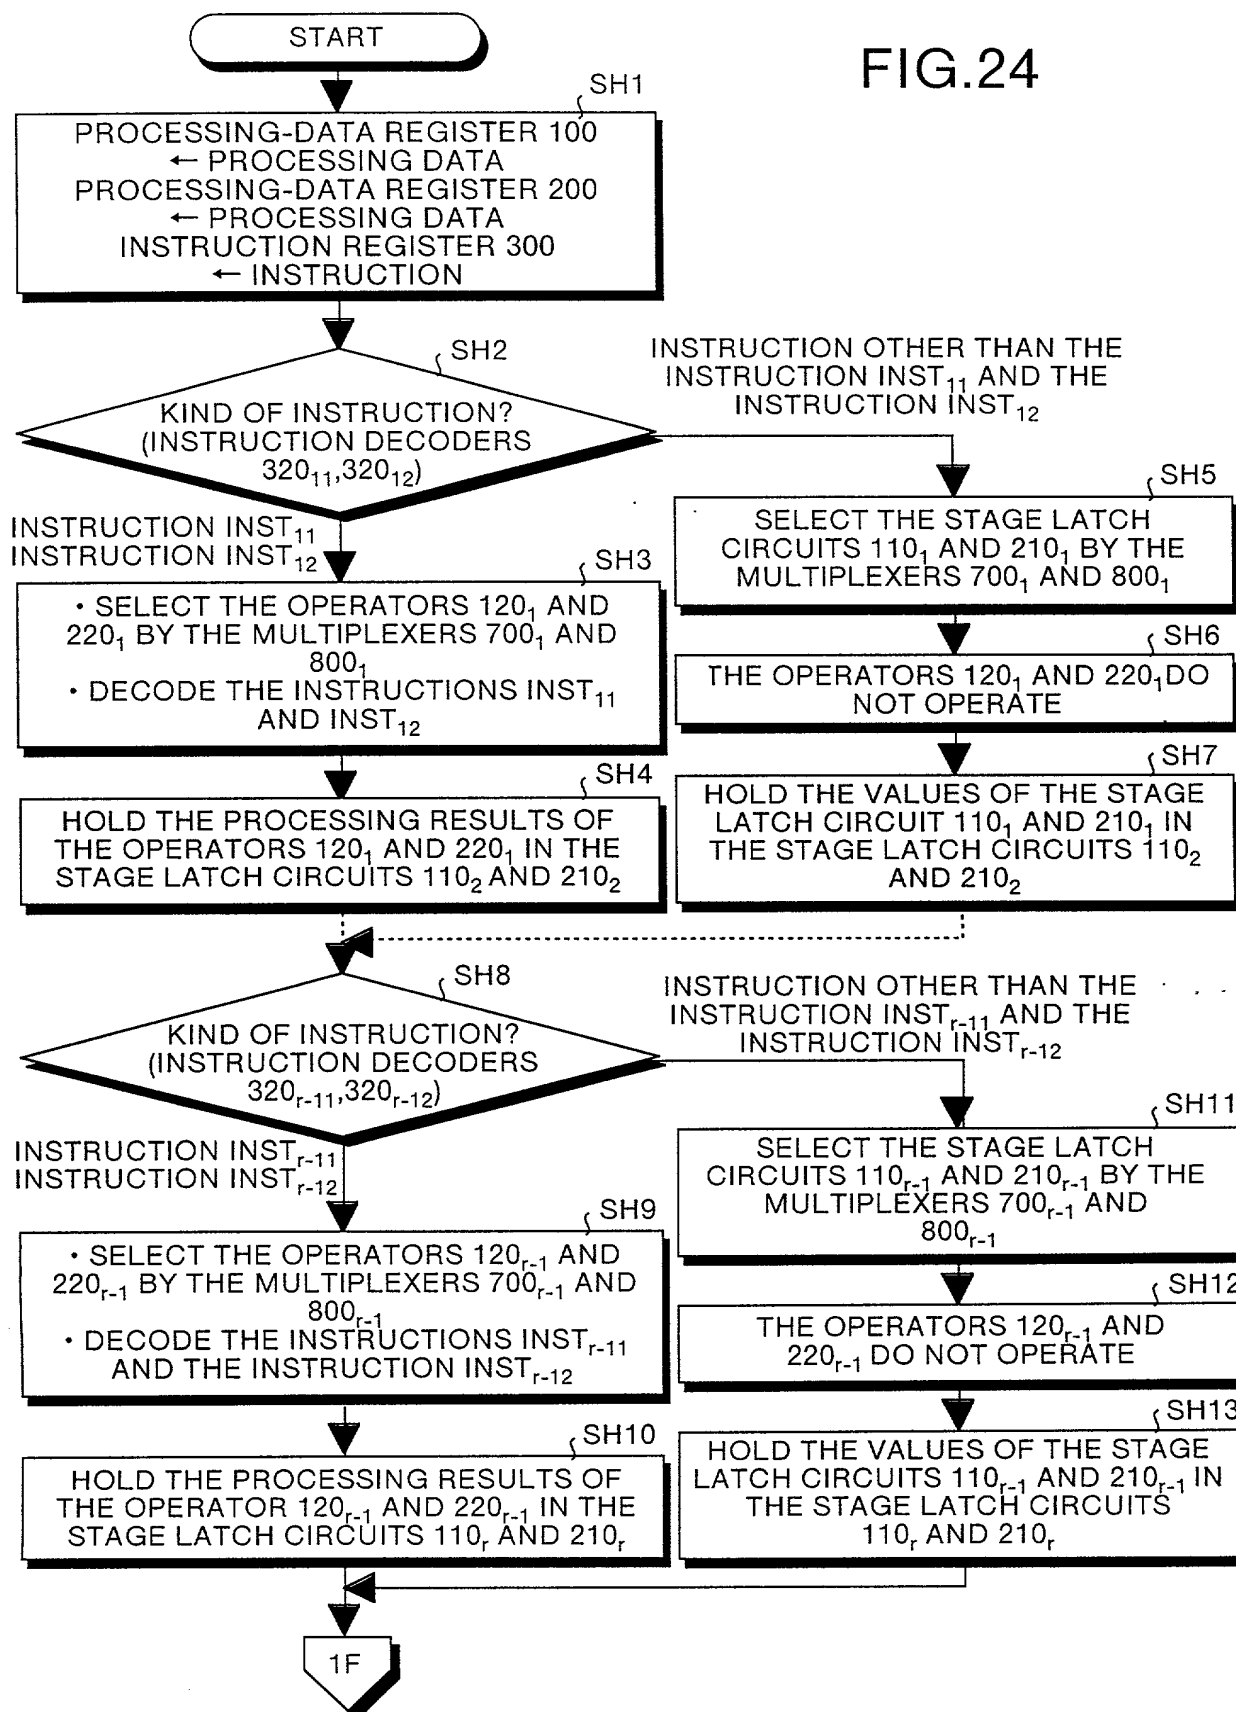 START
FIG.24
SH1
PROCESSING-DATA REGISTER 100
← PROCESSING DATA
PROCESSING-DATA REGISTER 200
← PROCESSING DATA
INSTRUCTION REGISTER 300
← INSTRUCTION
SH2
KIND OF INSTRUCTION?
(INSTRUCTION DECODERS
320₁₁,320₁₂)
INSTRUCTION OTHER THAN THE
INSTRUCTION INST₁₁ AND THE
INSTRUCTION INST₁₂
INSTRUCTION INST₁₁
INSTRUCTION INST₁₂
SH3
• SELECT THE OPERATORS 120₁ AND
220₁ BY THE MULTIPLEXERS 700₁ AND
800₁
• DECODE THE INSTRUCTIONS INST₁₁
AND INST₁₂
SH4
HOLD THE PROCESSING RESULTS OF
THE OPERATORS 120₁ AND 220₁ IN THE
STAGE LATCH CIRCUITS 110₂ AND 210₂
SH5
SELECT THE STAGE LATCH
CIRCUITS 110₁ AND 210₁ BY THE
MULTIPLEXERS 700₁ AND 800₁
SH6
THE OPERATORS 120₁ AND 220₁ DO
NOT OPERATE
SH7
HOLD THE VALUES OF THE STAGE
LATCH CIRCUIT 110₁ AND 210₁ IN
THE STAGE LATCH CIRCUITS 110₂
AND 210₂
SH8
KIND OF INSTRUCTION?
(INSTRUCTION DECODERS
320ᵣ₋₁₁,320ᵣ₋₁₂)
INSTRUCTION OTHER THAN THE
INSTRUCTION INSTᵣ₋₁₁ AND THE
INSTRUCTION INSTᵣ₋₁₂
INSTRUCTION INSTᵣ₋₁₁
INSTRUCTION INSTᵣ₋₁₂
SH9
• SELECT THE OPERATORS 120ᵣ₋₁ AND
220ᵣ₋₁ BY THE MULTIPLEXERS 700ᵣ₋₁ AND
800ᵣ₋₁
• DECODE THE INSTRUCTIONS INSTᵣ₋₁₁
AND THE INSTRUCTION INSTᵣ₋₁₂
SH10
HOLD THE PROCESSING RESULTS OF
THE OPERATOR 120ᵣ₋₁ AND 220ᵣ₋₁ IN THE
STAGE LATCH CIRCUITS 110ᵣ AND 210ᵣ
SH11
SELECT THE STAGE LATCH
CIRCUITS 110ᵣ₋₁ AND 210ᵣ₋₁ BY THE
MULTIPLEXERS 700ᵣ₋₁ AND
800ᵣ₋₁
SH12
THE OPERATORS 120ᵣ₋₁ AND
220ᵣ₋₁ DO NOT OPERATE
SH13
HOLD THE VALUES OF THE STAGE
LATCH CIRCUITS 110ᵣ₋₁ AND 210ᵣ₋₁ IN
THE STAGE LATCH CIRCUITS
110ᵣ AND 210ᵣ
1F